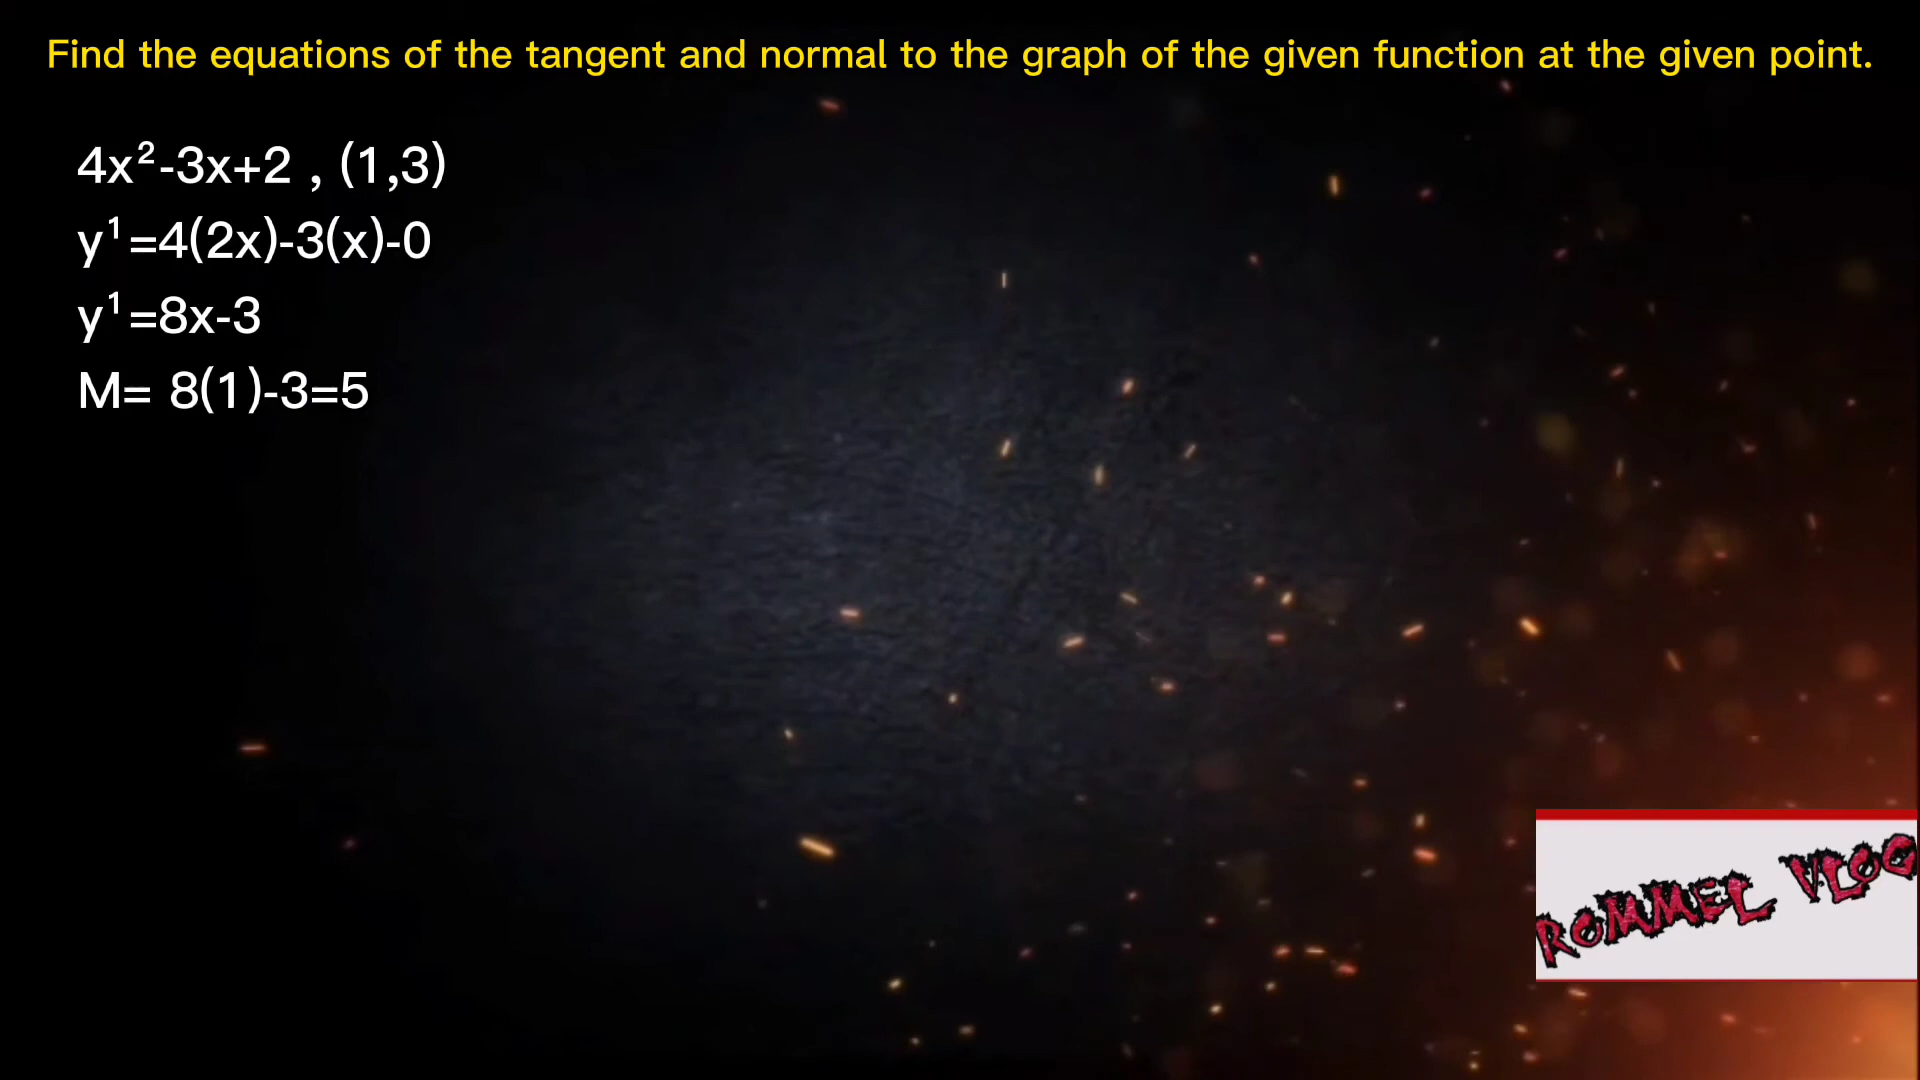 Find the equations of the tangent and normal to the graph of the given function at the given point.
4x²-3x+2 , (1,3)
y¹=4(2x)-3(x)-0
y¹=8x-3
M= 8(1)-3=5
ROMMEL VLOG